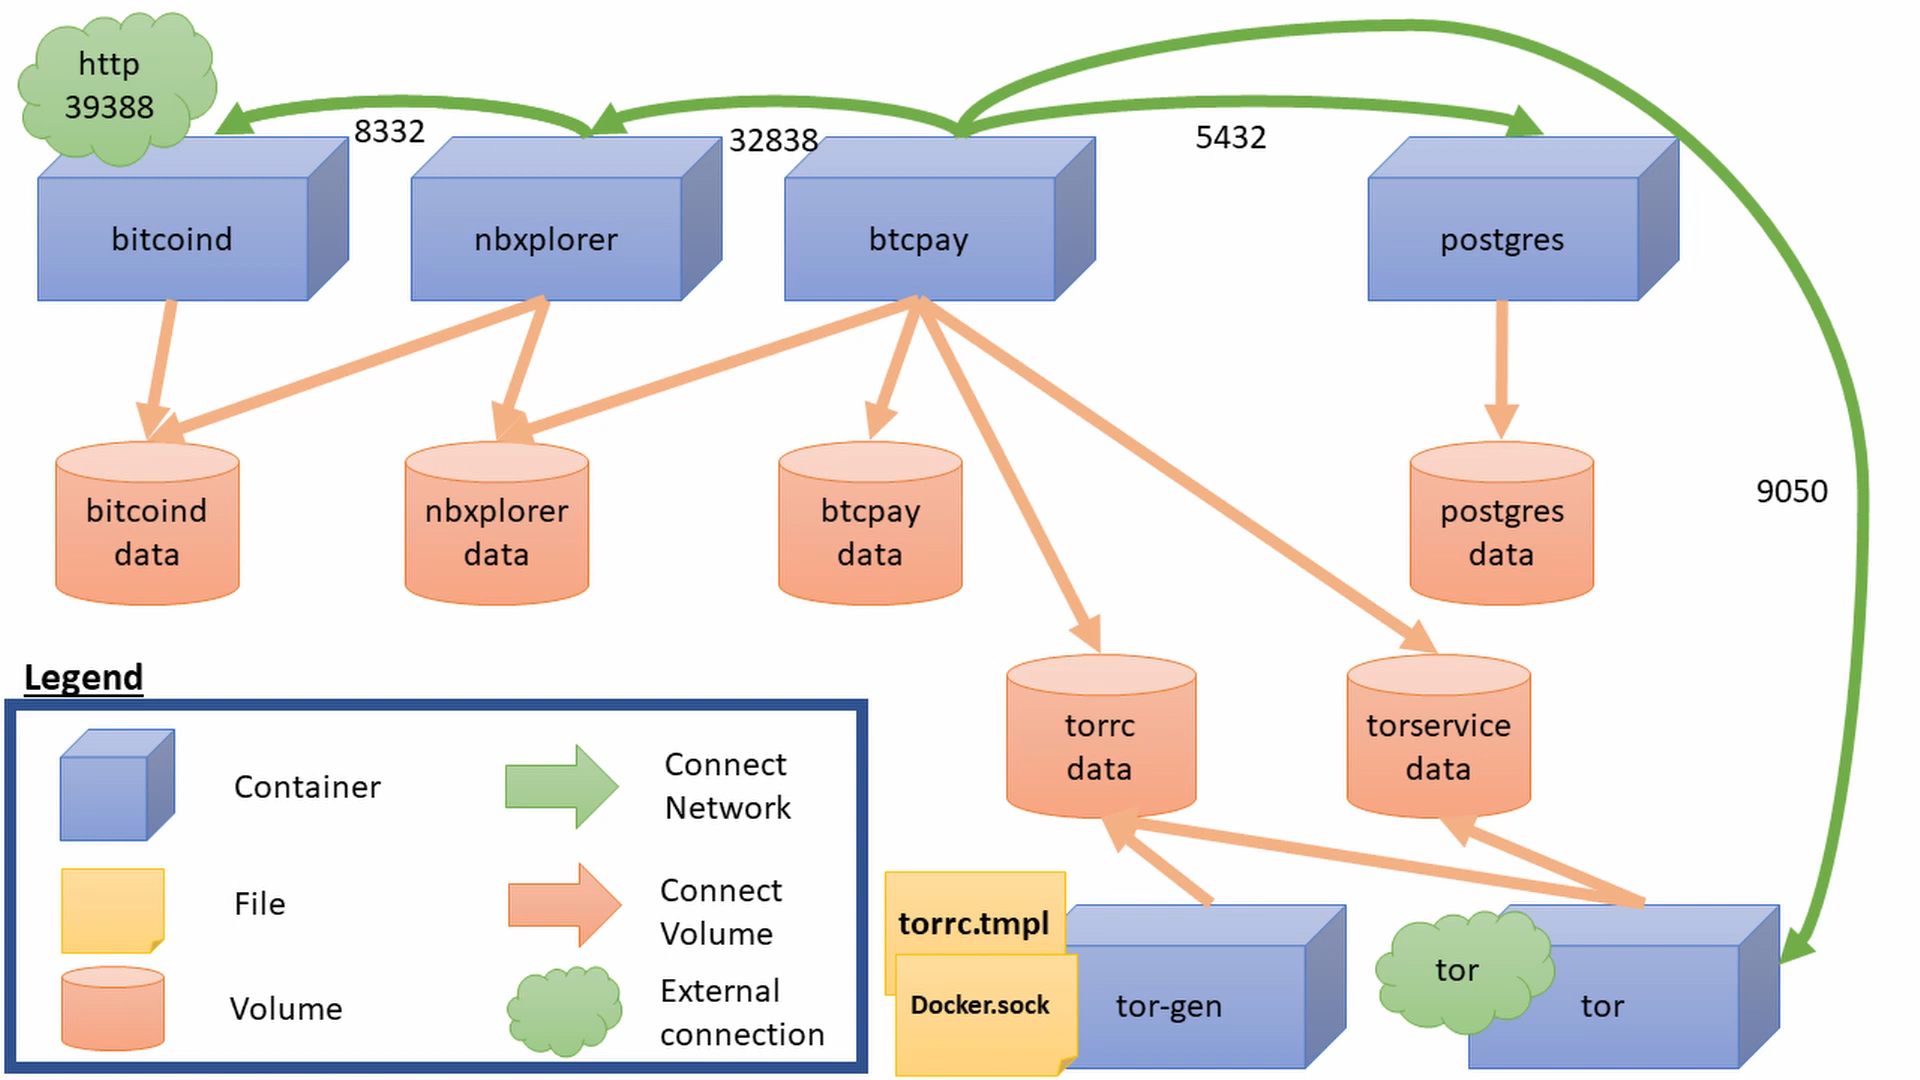 http
39388
8332
32838
5432
bitcoind
nbxplorer
btcpay
postgres
9050
bitcoind
data
nbxplorer
data
btcpay
data
postgres
data
torrc
data
torservice
data
Legend
Container
Connect
Network
File
Connect
Volume
Volume
External
connection
torrc.tmpl
Docker.sock
tor-gen
tor
tor